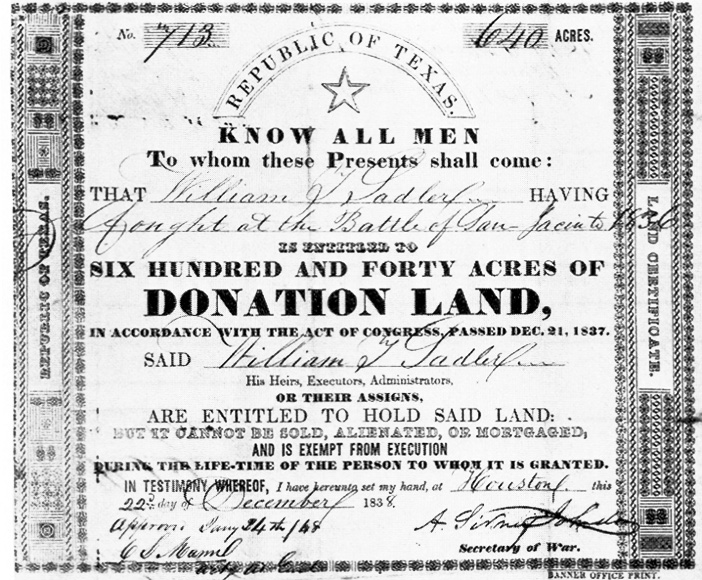 No. 713 640 ACRES.
REPUBLIC OF TEXAS
KNOW ALL MEN
To whom these Presents shall come:
THAT William T Sadler HAVING
fought at the Battle of San Jacinto 1836
IS ENTITLED TO
SIX HUNDRED AND FORTY ACRES OF
DONATION LAND,
IN ACCORDANCE WITH THE ACT OF CONGRESS, PASSED DEC. 21, 1837.
SAID William T Sadler
His Heirs, Executors, Administrators,
OR THEIR ASSIGNS,
ARE ENTITLED TO HOLD SAID LAND:
BUT IT CANNOT BE SOLD, ALIENATED, OR MORTGAGED,
AND IS EXEMPT FROM EXECUTION
DURING THE LIFE-TIME OF THE PERSON TO WHOM IT IS GRANTED.
IN TESTIMONY WHEREOF, I have hereunto set my hand, at Houston this
22d day of December 1838.
A. Sidney Johnston
Secretary of War.
BANNER OFFICE PRINT.
REPUBLIC OF TEXAS.
LAND CERTIFICATE.